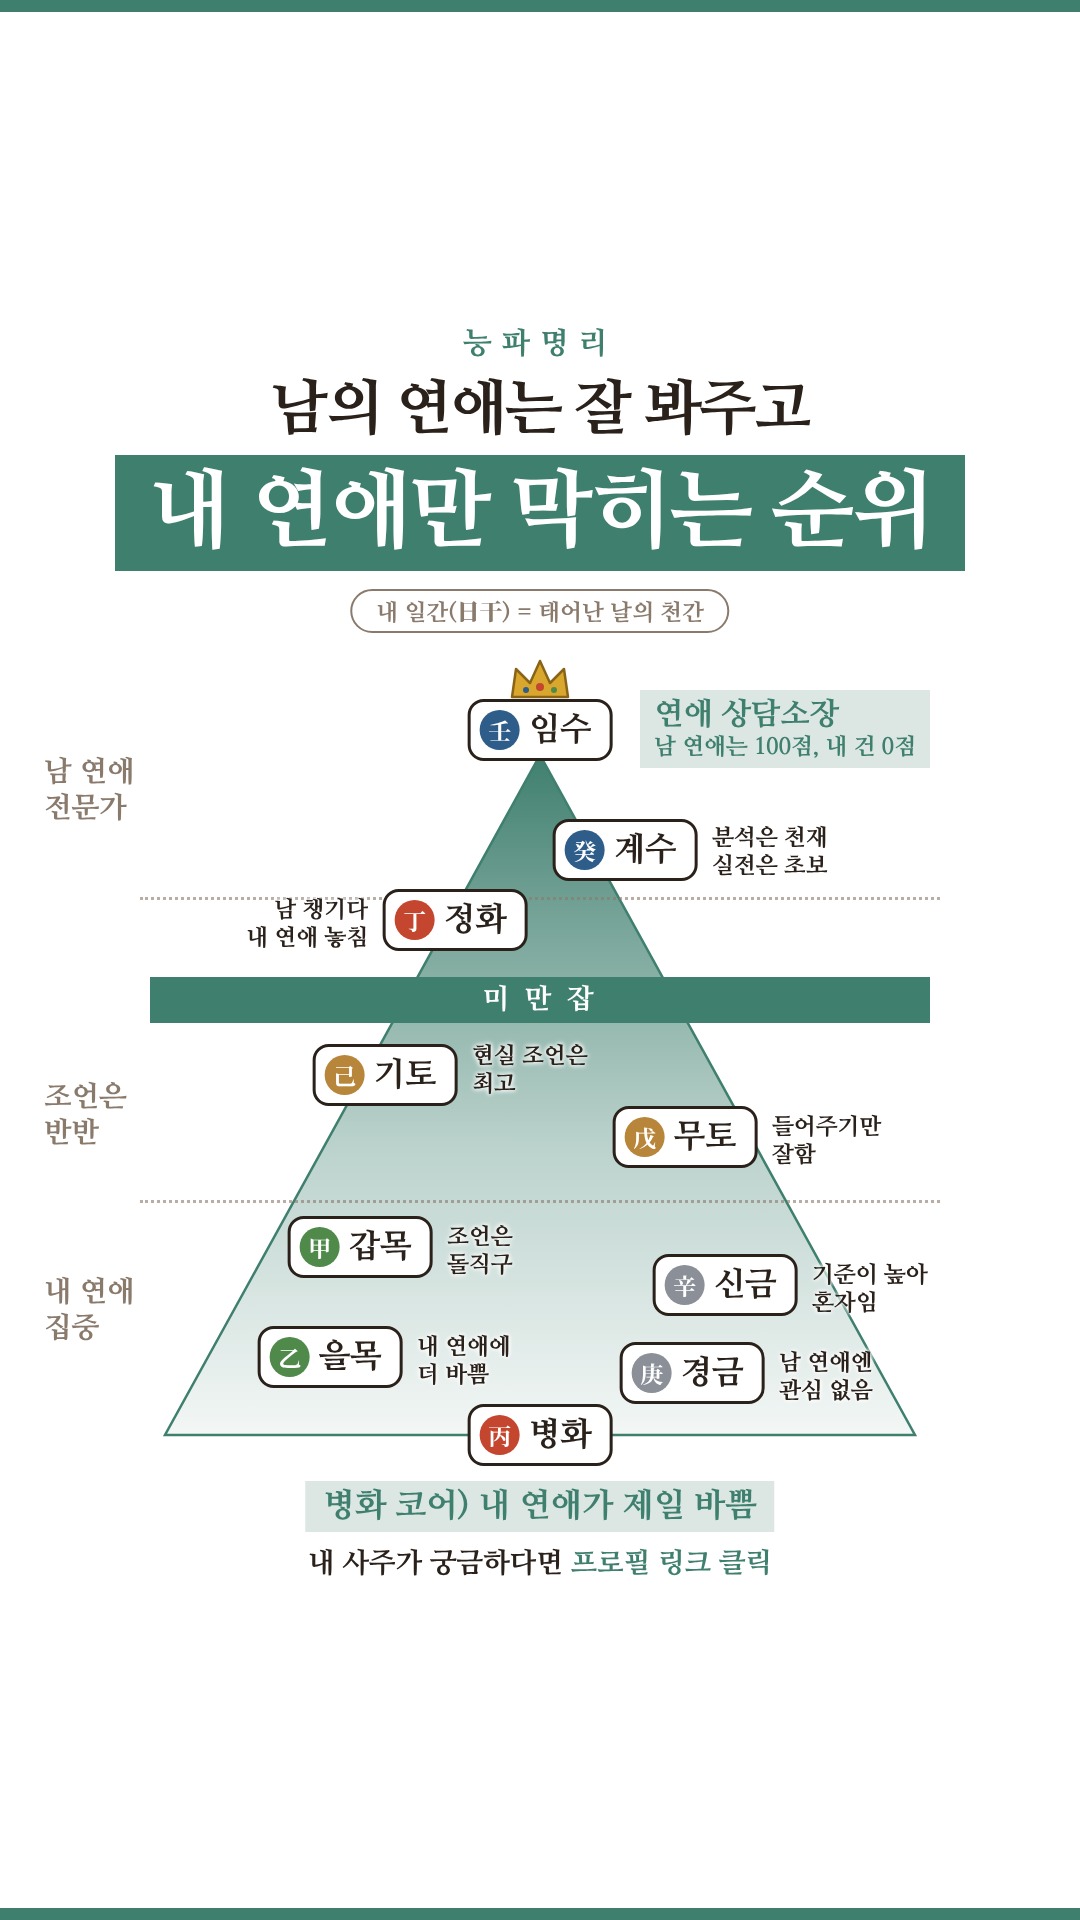 능파명리
남의 연애는 잘 봐주고
내 연애만 막히는 순위
내 일간(日干) = 태어난 날의 천간
壬 임수
연애 상담소장
남 연애는 100점, 내 건 0점
남 연애
전문가
癸 계수
분석은 천재
실전은 초보
남 챙기다
내 연애 놓침
丁 정화
미만잡
己 기토
현실 조언은
최고
조언은
반반
戊 무토
들어주기만
잘함
甲 갑목
조언은
돌직구
辛 신금
기준이 높아
혼자임
내 연애
집중
乙 을목
내 연애에
더 바쁨
庚 경금
남 연애엔
관심 없음
丙 병화
병화 코어) 내 연애가 제일 바쁨
내 사주가 궁금하다면 프로필 링크 클릭